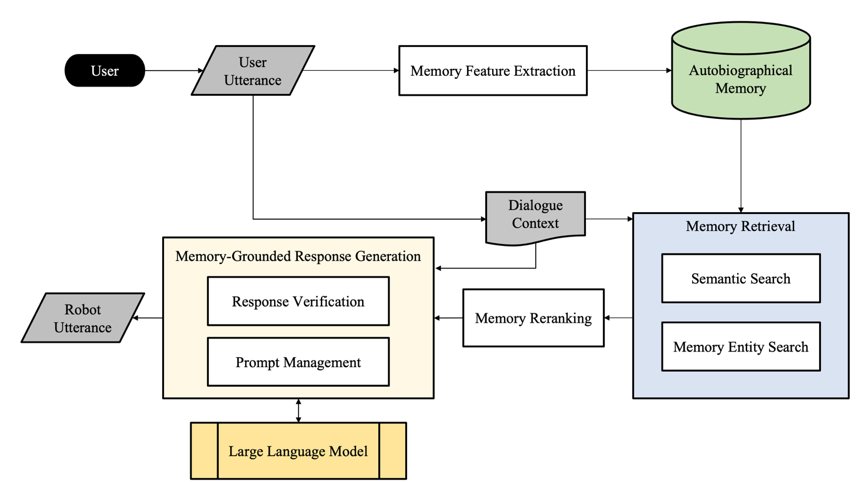 User
User
Utterance
Memory Feature Extraction
Autobiographical
Memory
Dialogue
Context
Memory Retrieval
Semantic Search
Memory Entity Search
Memory Reranking
Memory-Grounded Response Generation
Response Verification
Prompt Management
Robot
Utterance
Large Language Model